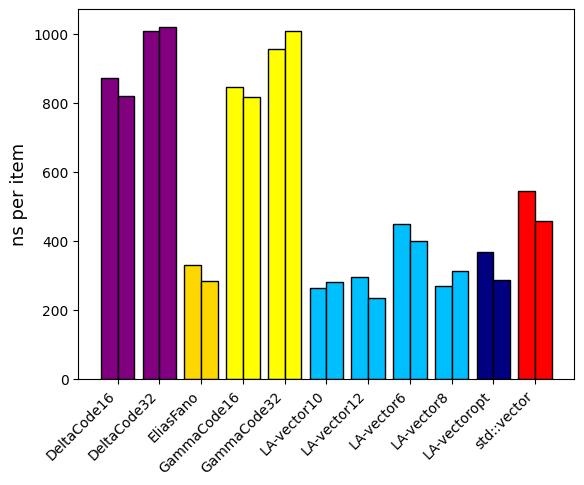 ns per item
1000
800
600
400
200
0
DeltaCode16
DeltaCode32
EliasFano
GammaCode16
GammaCode32
LA-vector10
LA-vector12
LA-vector6
LA-vector8
LA-vectoropt
std::vector